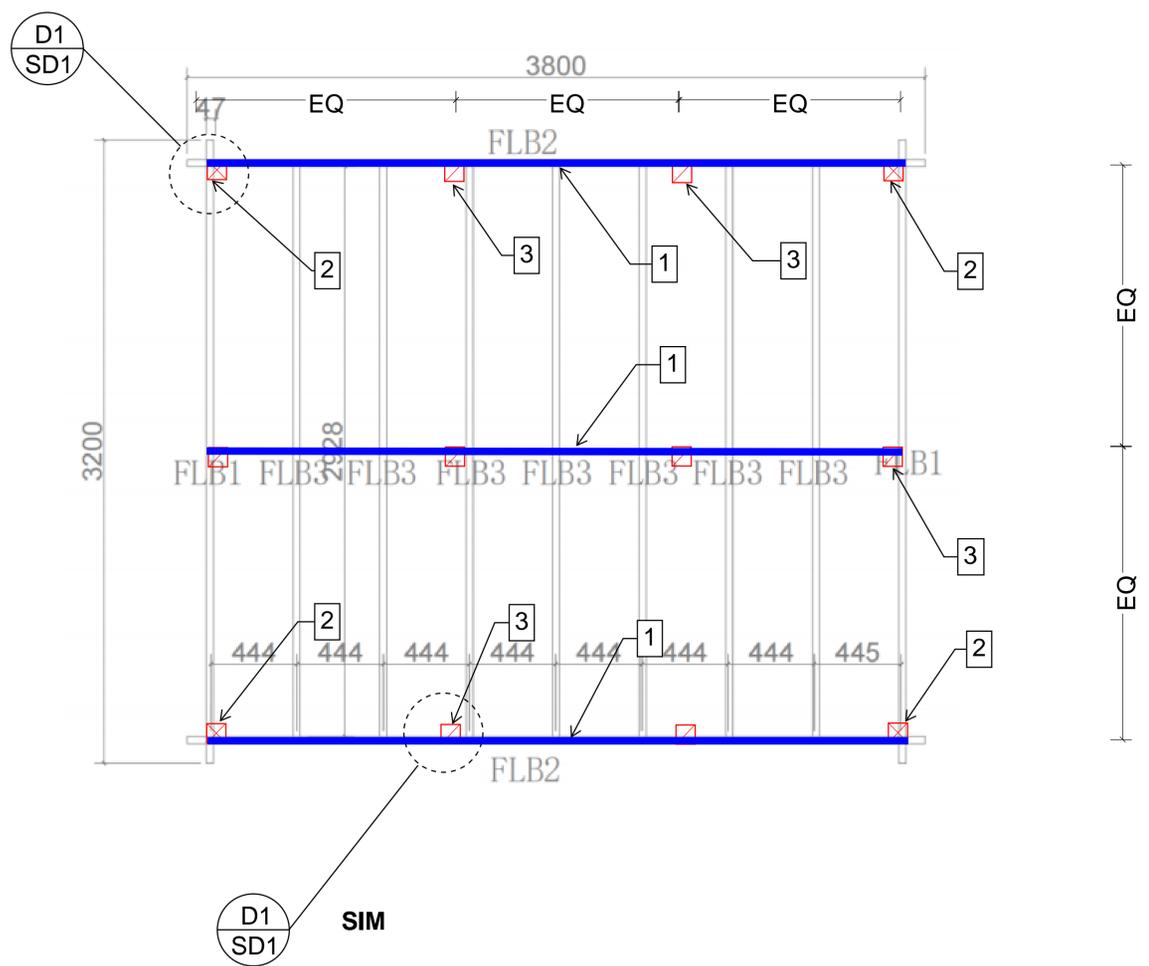 D1
SD1
3800
47
EQ EQ EQ
FLB2
2 3 1 3 2
EQ
1
3200
2928
FLB1 FLB3 FLB3 FLB3 FLB3 FLB3 FLB3 FLB3 FLB1
3
EQ
2 3 1 2
444 444 444 444 444 444 444 445
FLB2
D1
SD1
SIM